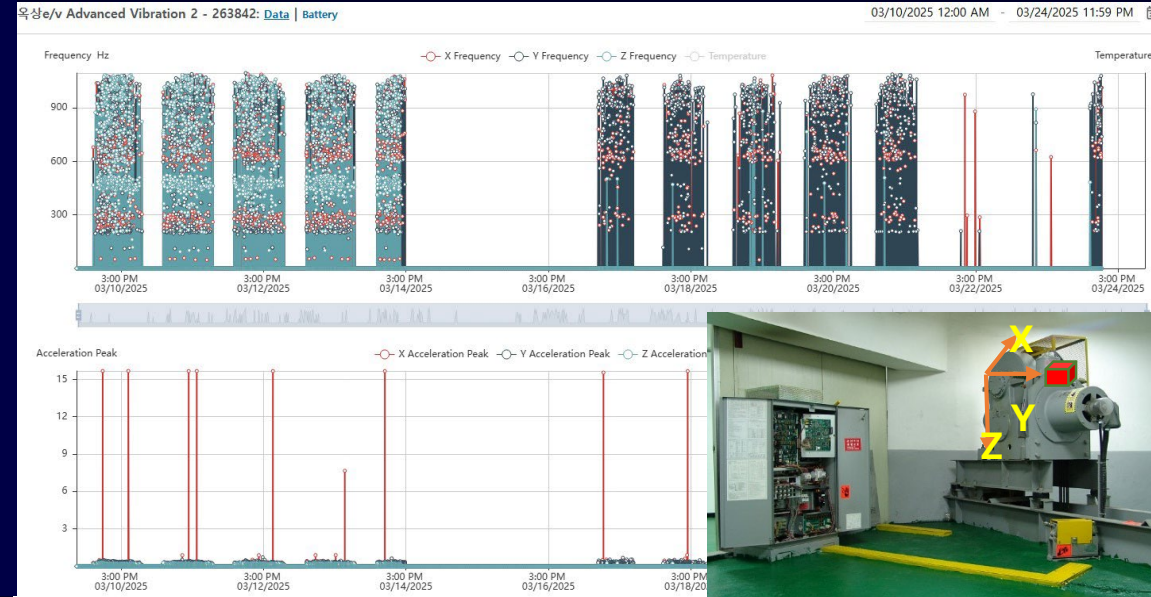 옥상e/v Advanced Vibration 2 - 263842: Data | Battery
03/10/2025 12:00 AM - 03/24/2025 11:59 PM
Frequency Hz
X Frequency Y Frequency Z Frequency Temperature
Temperature
900
600
300
3:00 PM 3:00 PM 3:00 PM 3:00 PM 3:00 PM 3:00 PM 3:00 PM 3:00 PM
03/10/2025 03/12/2025 03/14/2025 03/16/2025 03/18/2025 03/20/2025 03/22/2025 03/24/2025
Acceleration Peak
X Acceleration Peak Y Acceleration Peak Z Acceleration
15
12
9
6
3
3:00 PM 3:00 PM 3:00 PM 3:00 PM 3:00 PM
03/10/2025 03/12/2025 03/14/2025 03/16/2025 03/18/20
X
Y
Z